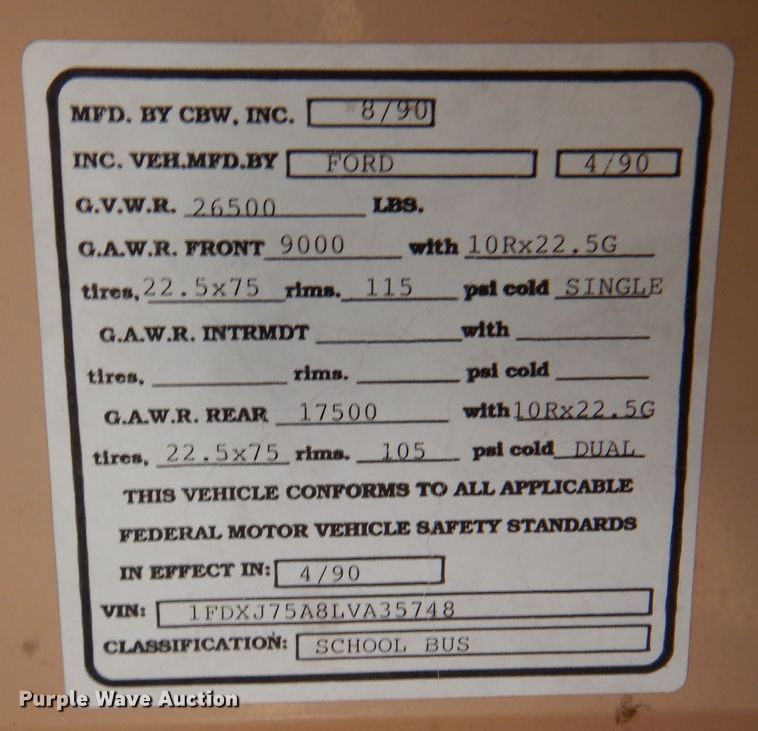 MFD. BY CBW, INC. 8/90
INC. VEH.MFD.BY FORD 4/90
G.V.W.R. 26500 LBS.
G.A.W.R. FRONT 9000 with 10Rx22.5G
tires, 22.5x75 rims. 115 psi cold SINGLE
G.A.W.R. INTRMDT with
tires, rims. psi cold
G.A.W.R. REAR 17500 with 10Rx22.5G
tires, 22.5x75 rims. 105 psi cold DUAL
THIS VEHICLE CONFORMS TO ALL APPLICABLE
FEDERAL MOTOR VEHICLE SAFETY STANDARDS
IN EFFECT IN: 4/90
VIN: 1FDXJ75A8LVA35748
CLASSIFICATION: SCHOOL BUS
Purple Wave Auction